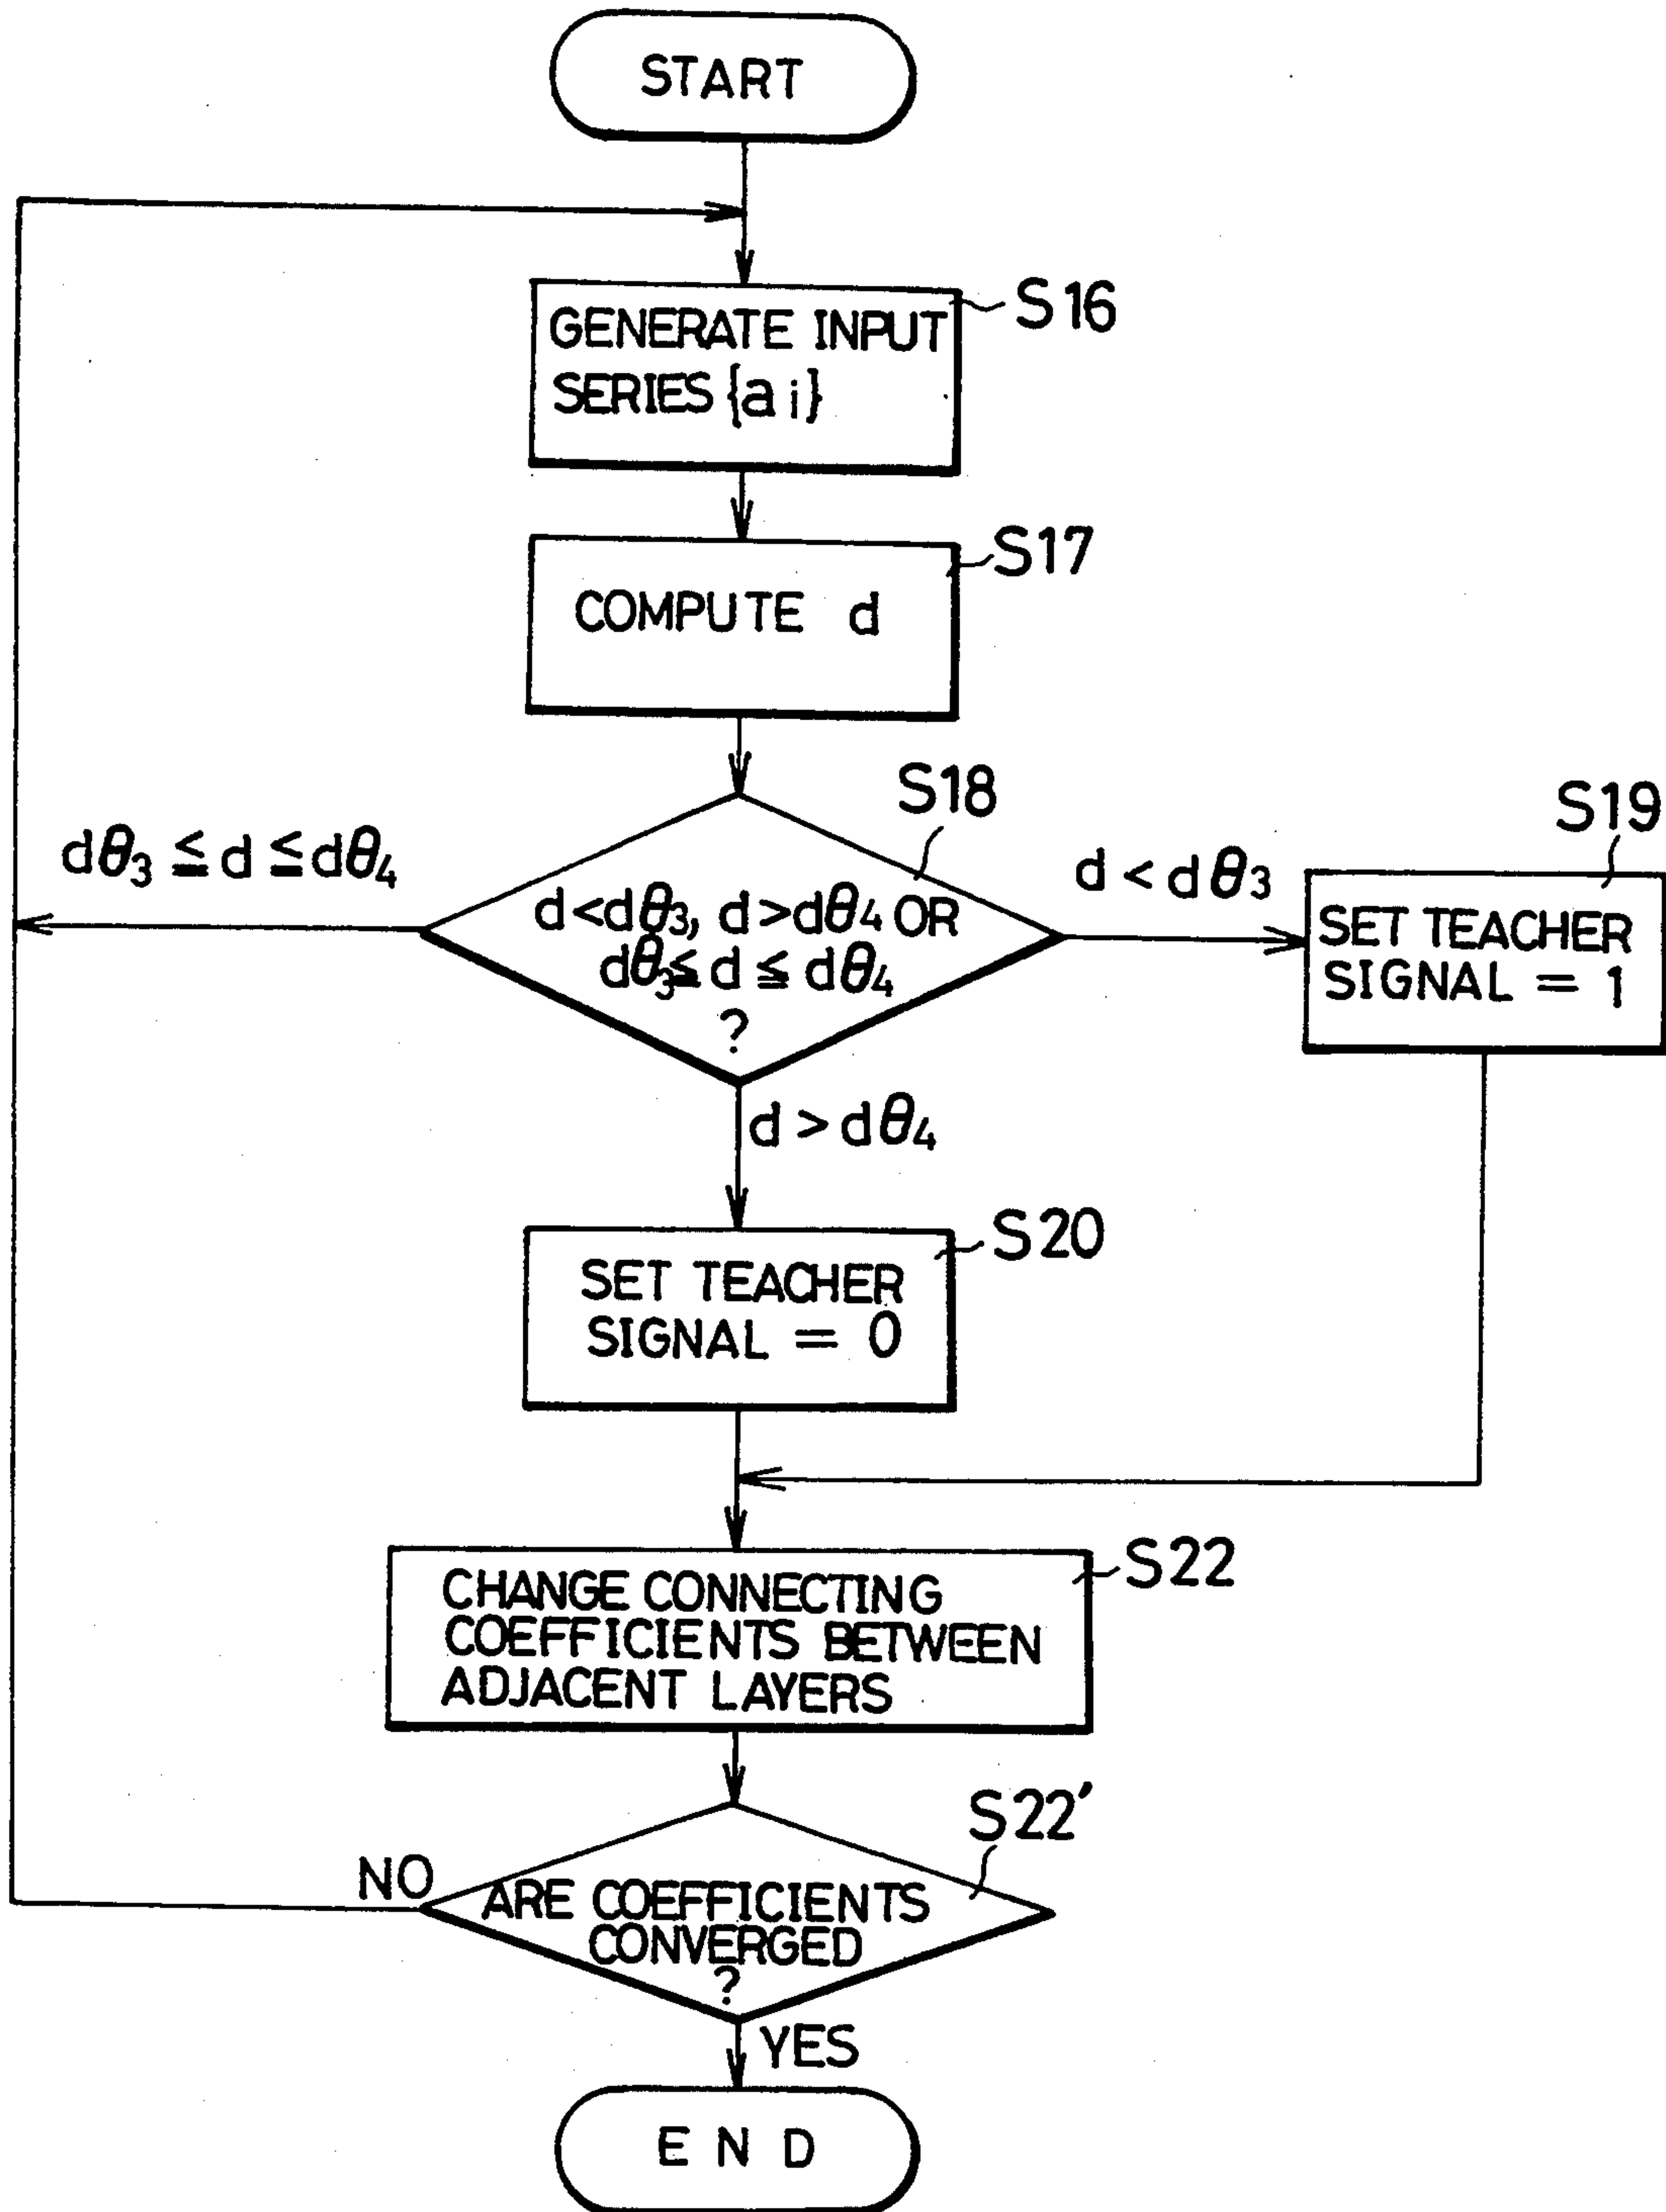 START
GENERATE INPUT
SERIES {ai}
S16
COMPUTE d
S17
S18
d<dθ₃, d>dθ₄ OR
dθ₃≦d≦dθ₄
?
dθ₃≦d≦dθ₄
d<dθ₃
S19
SET TEACHER
SIGNAL = 1
d>dθ₄
S20
SET TEACHER
SIGNAL = 0
S22
CHANGE CONNECTING
COEFFICIENTS BETWEEN
ADJACENT LAYERS
S22'
ARE COEFFICIENTS
CONVERGED
?
NO
YES
END